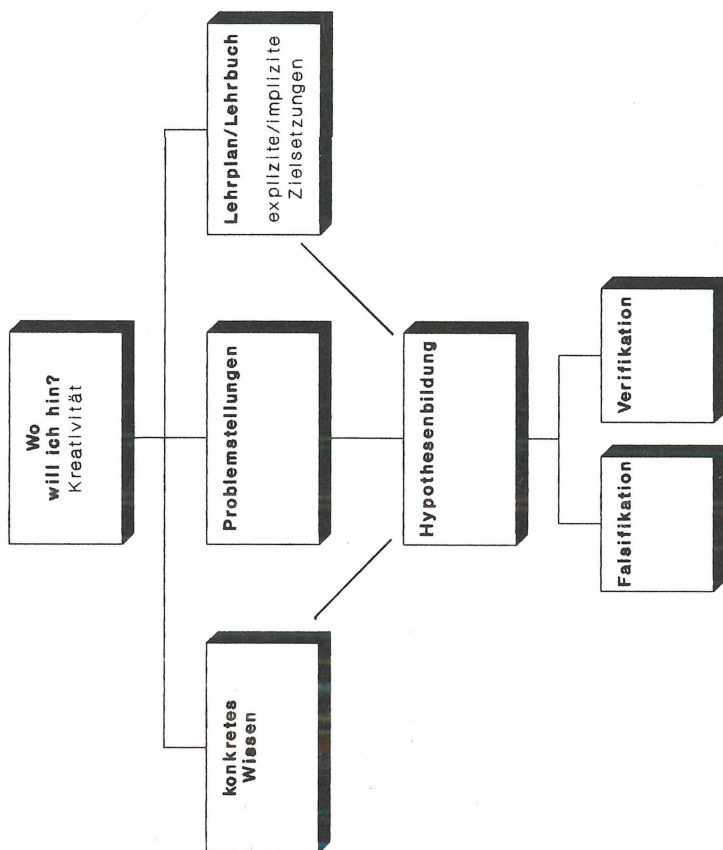 Wo
will ich hin?
Kreativität
konkretes
Wissen
Problemstellungen
Lehrplan/Lehrbuch
explizite/implizite
Zielsetzungen
Hypothesenbildung
Falsifikation
Verifikation